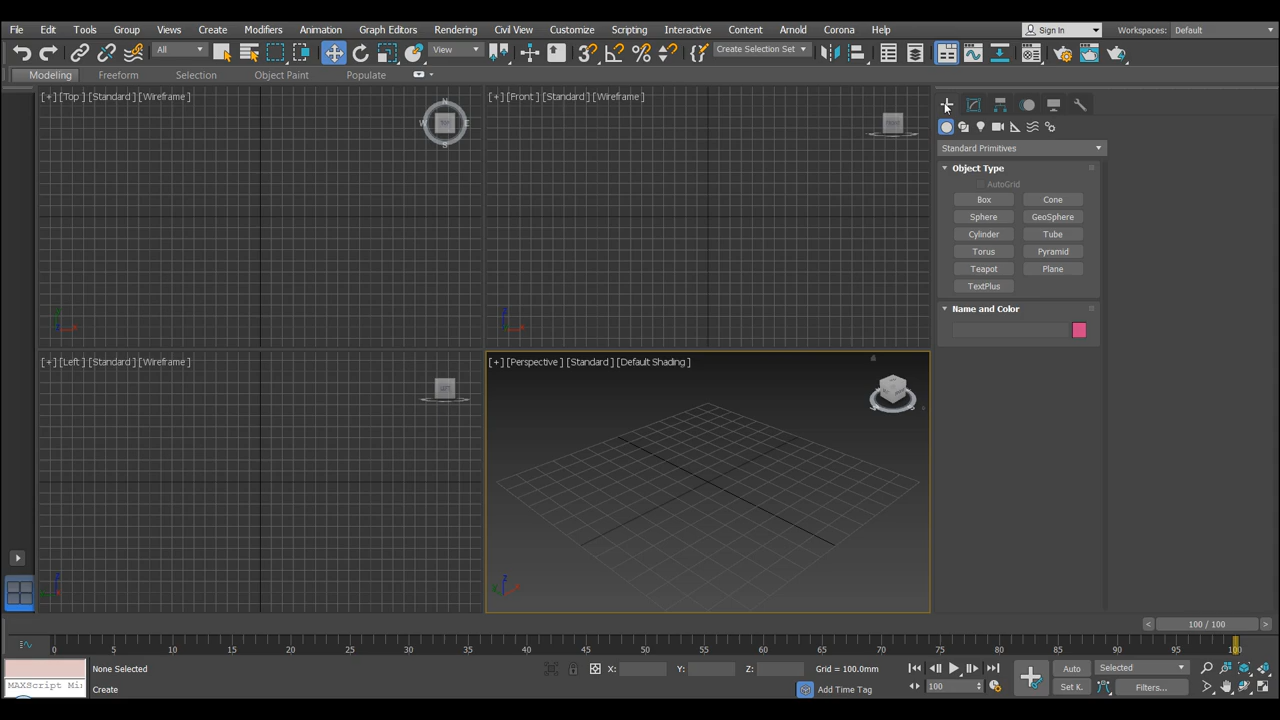 File Edit Tools Group Views Create Modifiers Animation Graph Editors Rendering Civil View Customize Scripting Interactive Content Arnold Corona Help Sign In Workspaces: Default
All View Create Selection Set
Modeling Freeform Selection Object Paint Populate
[+] [Top] [Standard] [Wireframe] [+] [Front] [Standard] [Wireframe]
N
W TOP E
S
Standard Primitives
Object Type
AutoGrid
Box Cone
Sphere GeoSphere
Cylinder Tube
Torus Pyramid
Teapot Plane
TextPlus
Name and Color
[+] [Left] [Standard] [Wireframe] [+] [Perspective] [Standard] [Default Shading]
100 / 100
0 5 10 15 20 25 30 35 40 45 50 55 60 65 70 75 80 85 90 95 100
None Selected X: Y: Z: Grid = 100.0mm Auto Selected
MAXScript Mi Create Add Time Tag 100 Set K. Filters...